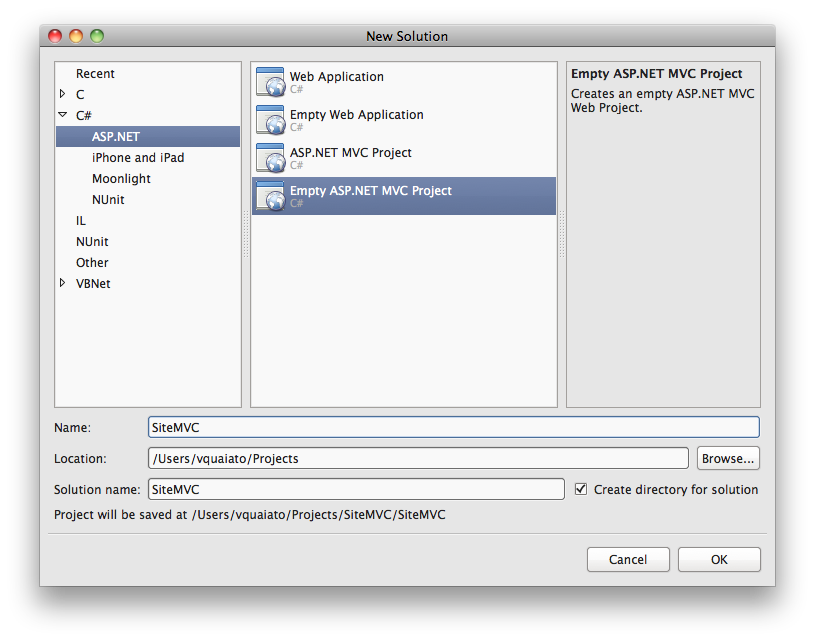 New Solution
Recent
C
C#
ASP.NET
iPhone and iPad
Moonlight
NUnit
IL
NUnit
Other
VBNet
Web Application
C#
Empty Web Application
C#
ASP.NET MVC Project
C#
Empty ASP.NET MVC Project
C#
Empty ASP.NET MVC Project
Creates an empty ASP.NET MVC
Web Project.
Name: SiteMVC
Location: /Users/vquaiato/Projects Browse...
Solution name: SiteMVC Create directory for solution
Project will be saved at /Users/vquaiato/Projects/SiteMVC/SiteMVC
Cancel OK